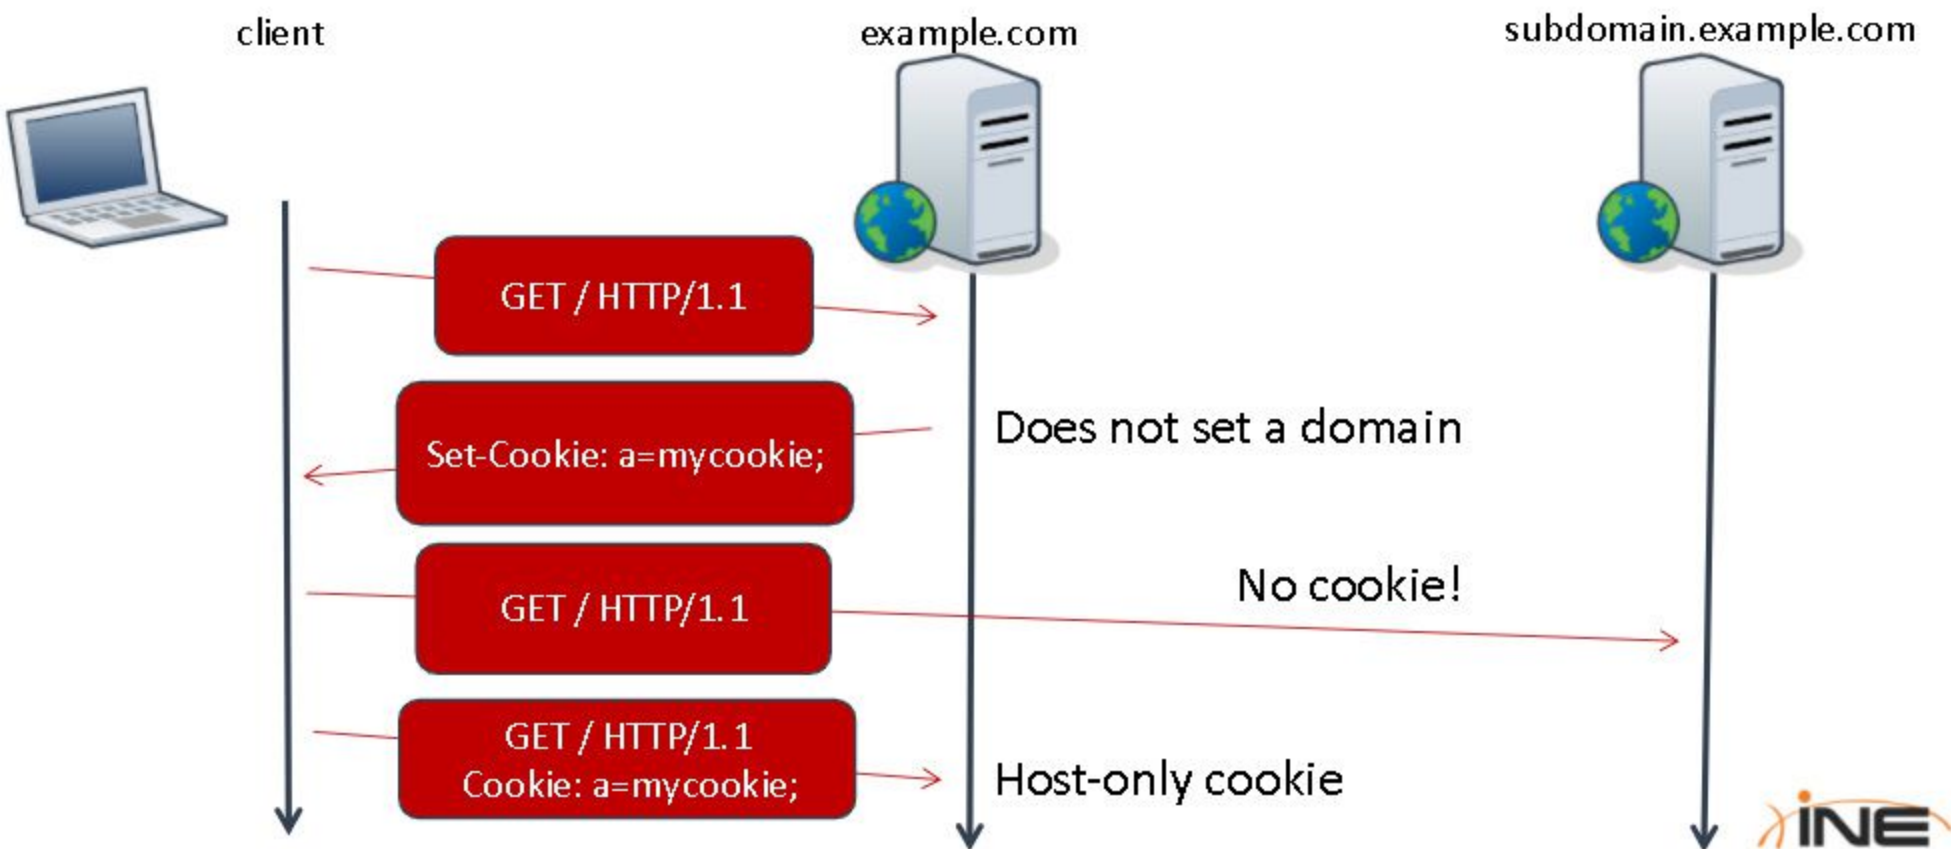 client
example.com
subdomain.example.com
GET / HTTP/1.1
Set-Cookie: a=mycookie;
Does not set a domain
GET / HTTP/1.1
No cookie!
GET / HTTP/1.1
Cookie: a=mycookie;
Host-only cookie
iNE